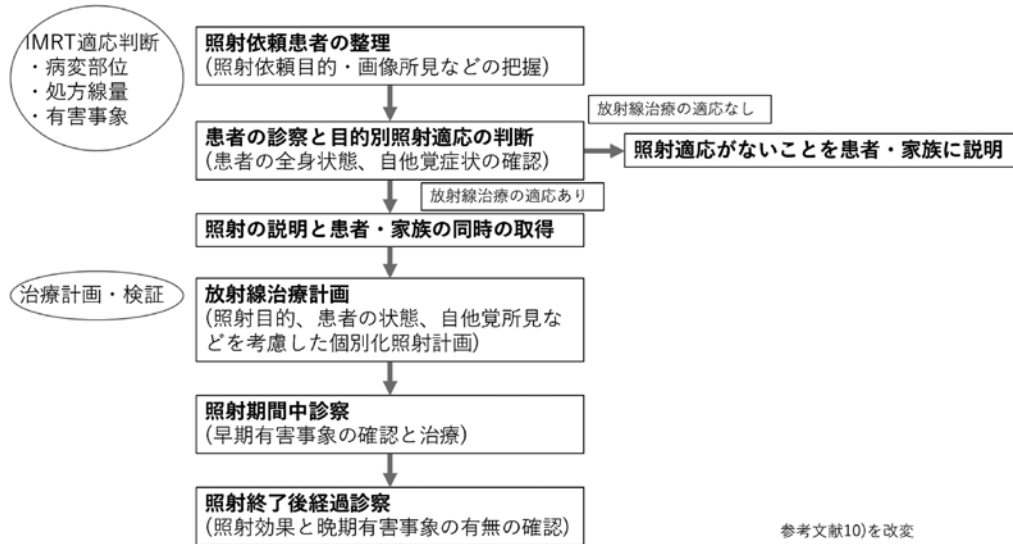 IMRT適応判断
・病変部位
・処方線量
・有害事象
照射依頼患者の整理
(照射依頼目的・画像所見などの把握)
放射線治療の適応なし
患者の診察と目的別照射適応の判断
(患者の全身状態、自他覚症状の確認)
照射適応がないことを患者・家族に説明
放射線治療の適応あり
照射の説明と患者・家族の同時の取得
治療計画・検証
放射線治療計画
(照射目的、患者の状態、自他覚所見な
どを考慮した個別化照射計画)
照射期間中診察
(早期有害事象の確認と治療)
照射終了後経過診察
(照射効果と晩期有害事象の有無の確認)
参考文献10)を改変